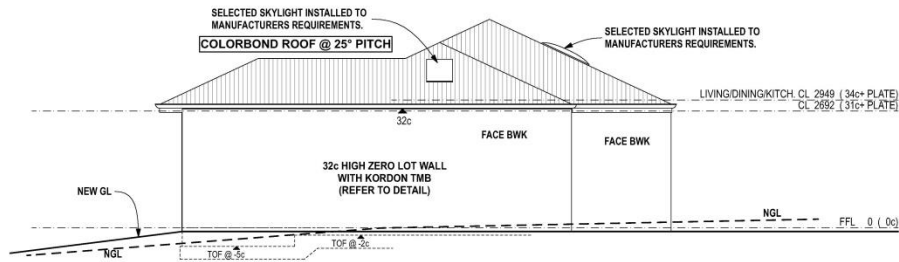 SELECTED SKYLIGHT INSTALLED TO
MANUFACTURERS REQUIREMENTS.
COLORBOND ROOF @ 25° PITCH
SELECTED SKYLIGHT INSTALLED TO
MANUFACTURERS REQUIREMENTS.
LIVING/DINING/KITCH. CL 2949 ( 34c+ PLATE)
CL 2692 ( 31c+ PLATE)
32c
FACE BWK
FACE BWK
32c HIGH ZERO LOT WALL
WITH KORDON TMB
(REFER TO DETAIL)
NEW GL
NGL
FFL 0 ( 0c)
NGL
TOF @ -5c
TOF @ -2c